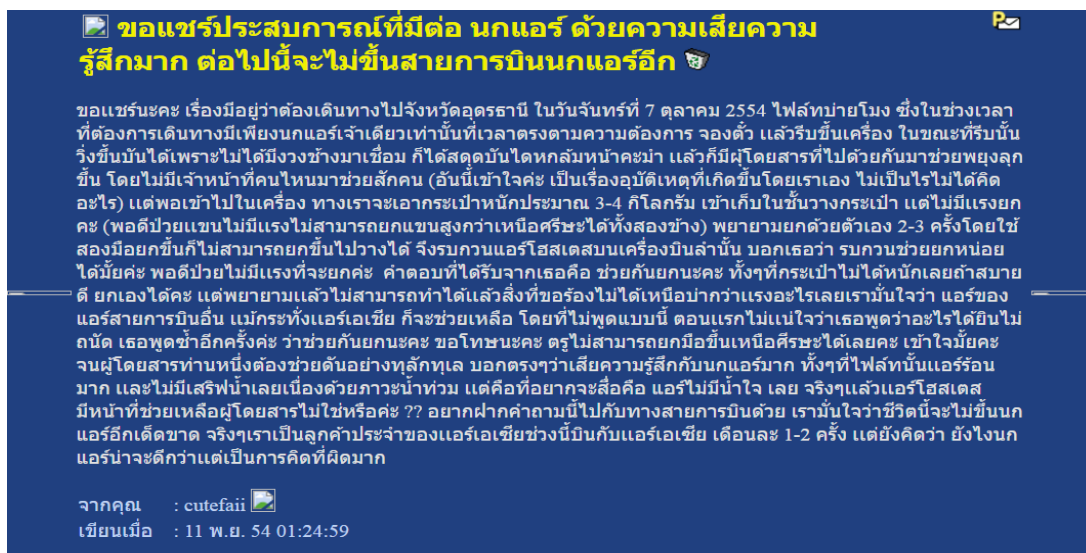 ขอแชร์ประสบการณ์ที่มีต่อ นกแอร์ ด้วยความเสียความ
รู้สึกมาก ต่อไปนี้จะไม่ขึ้นสายการบินนกแอร์อีก
ขอแชร์นะคะ เรื่องมีอยู่ว่าต้องเดินทางไปจังหวัดอุดรธานี ในวันจันทร์ที่ 7 ตุลาคม 2554 ไฟล์ทบ่ายโมง ซึ่งในช่วงเวลา
ที่ต้องการเดินทางมีเพียงนกแอร์เจ้าเดียวเท่านั้นที่เวลาตรงตามความต้องการ จองตั๋ว แล้วรีบขึ้นเครื่อง ในขณะที่รีบนั้น
วิ่งขึ้นบันได้เพราะไม่ได้มีงวงช้างมาเชื่อม ก็ได้สดุดบันไดหกล้มหน้าคะมำ แล้วก็มีผุ้โดยสารที่ไปด้วยกันมาช่วยพยุงลุก
ขึ้น โดยไม่มีเจ้าหน้าที่คนไหนมาช่วยสักคน (อันนี้เข้าใจค่ะ เป็นเรื่องอุบัติเหตุที่เกิดขึ้นโดยเราเอง ไม่เป็นไรไม่ได้คิด
อะไร) แต่พอเข้าไปในเครื่อง ทางเราจะเอากระเป๋าหนักประมาณ 3-4 กิโลกรัม เข้าเก็บในชั้นวางกระเป๋า แต่ไม่มีแรงยก
คะ (พอดีป่วยแขนไม่มีแรงไม่สามารถยกแขนสูงกว่าเหนือศรีษะได้ทั้งสองข้าง) พยายามยกด้วยตัวเอง 2-3 ครั้งโดยใช้
สองมือยกขึ้นก็ไม่สามารถยกขึ้นไปวางได้ จึงรบกวนแอร์โฮสเตสบนเครื่องบินลำนั้น บอกเธอว่า รบกวนช่วยยกหน่อย
ได้มั้ยค่ะ พอดีป่วยไม่มีแรงที่จะยกค่ะ คำตอบที่ได้รับจากเธอคือ ช่วยกันยกนะคะ ทั้งๆที่กระเป๋าไม่ได้หนักเลยถ้าสบาย
ดี ยกเองได้คะ แต่พยายามแล้วไม่สามารถทำได้แล้วสิ่งที่ขอร้องไม่ได้เหนือบ่ากว่าแรงอะไรเลยเรามั่นใจว่า แอร์ของ
แอร์สายการบินอื่น แม้กระทั่งแอร์เอเชีย ก็จะช่วยเหลือ โดยที่ไม่พูดแบบนี้ ตอนแรกไม่แน่ใจว่าเธอพูดว่าอะไรได้ยินไม่
ถนัด เธอพูดซ้ำอีกครั้งค่ะ ว่าช่วยกันยกนะคะ ขอโทษนะคะ ตรูไม่สามารถยกมือขึ้นเหนือศีรษะได้เลยคะ เข้าใจมั้ยคะ
จนผู้โดยสารท่านหนึ่งต้องช่วยดันอย่างทุลักทุเล บอกตรงๆว่าเสียความรู้สึกกับนกแอร์มาก ทั้งๆที่ไฟล์ทนั้นแอร์ร้อน
มาก และไม่มีเสริฟน้ำเลยเนื่องด้วยภาวะน้ำท่วม แต่คือที่อยากจะสื่อคือ แอร์ไม่มีน้ำใจ เลย จริงๆแล้วแอร์โฮสเตส
มีหน้าที่ช่วยเหลือผู้โดยสารไม่ใช่หรือค่ะ ?? อยากฝากคำถามนี้ไปกับทางสายการบินด้วย เรามั่นใจว่าชีวิตนี้จะไม่ขึ้นนก
แอร์อีกเด็ดขาด จริงๆเราเป็นลูกค้าประจำของแอร์เอเชียช่วงนี้บินกับแอร์เอเชีย เดือนละ 1-2 ครั้ง แต่ยังคิดว่า ยังไงนก
แอร์น่าจะดีกว่าแต่เป็นการคิดที่ผิดมาก
จากคุณ : cutefaii
เขียนเมื่อ : 11 พ.ย. 54 01:24:59